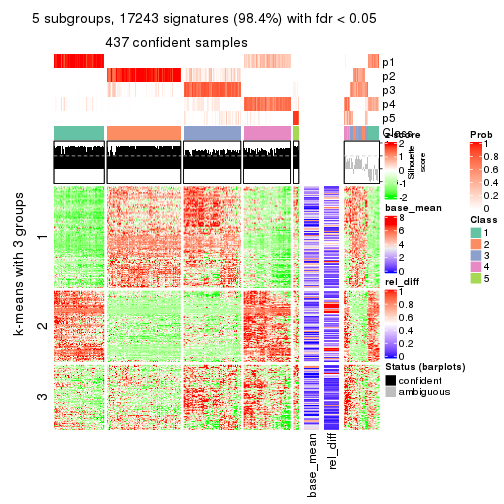 5 subgroups, 17243 signatures (98.4%) with fdr < 0.05
437 confident samples
p1
p2
p3
p4
p5
Class
z-score
2
1
0
-1
-2
Silhouette
score
base_mean
8
6
4
2
0
rel_diff
1
0.8
0.6
0.4
0.2
0
Prob
1
0.8
0.6
0.4
0.2
0
Class
1
2
3
4
5
Status (barplots)
confident
ambiguous
k-means with 3 groups
1
2
3
base_mean
rel_diff